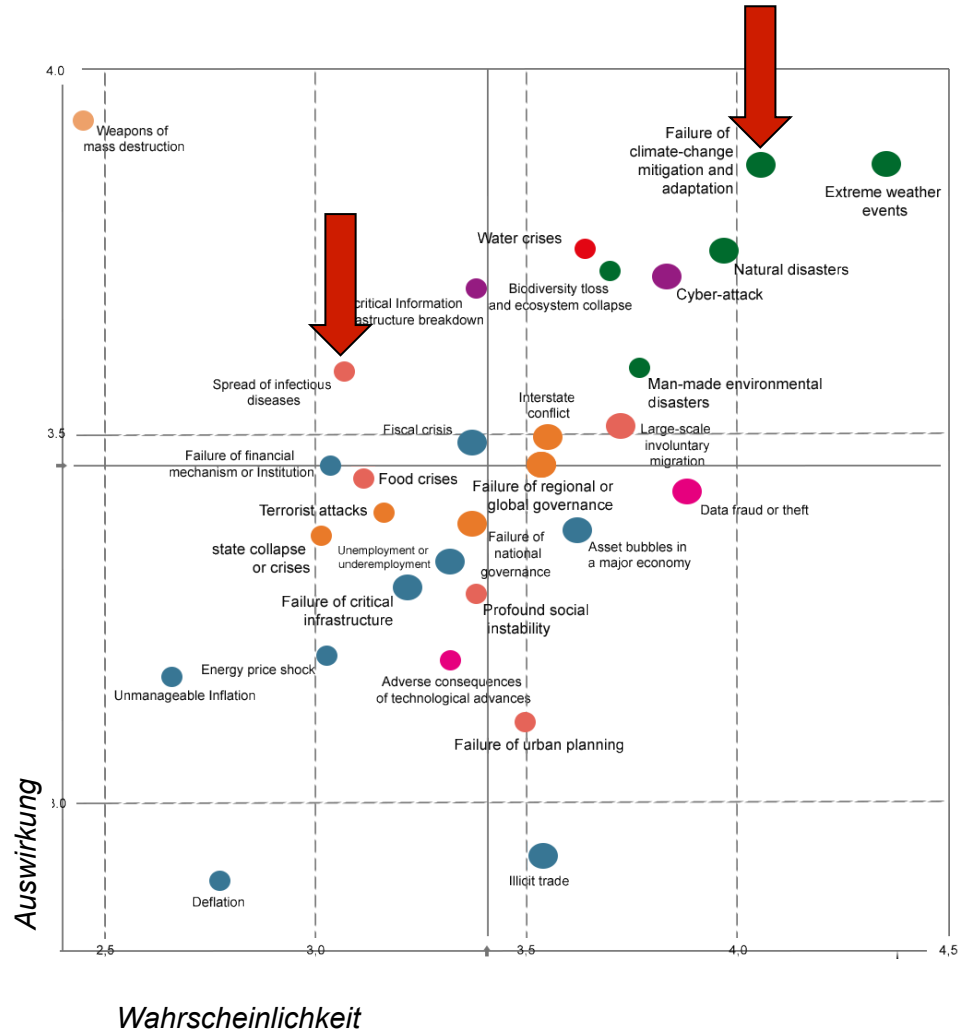 4.0
Weapons of
mass destruction
Failure of
climate-change
mitigation and
adaptation
Extreme weather
events
Water crises
Natural disasters
Biodiversity tloss
and ecosystem collapse
Cyber-attack
critical Information
astructure breakdown
Spread of infectious
diseases
Man-made environmental
disasters
Interstate
conflict
Large-scale
involuntary
migration
Fiscal crisis
3.5
Failure of financial
mechanism or Institution
Food crises
Failure of regional or
global governance
Data fraud or theft
Terrorist attacks
state collapse
or crises
Unemployment or
underemployment
Failure of
national
governance
Asset bubbles in
a major economy
Failure of critical
infrastructure
Profound social
instability
Energy price shock
Unmanageable Inflation
Adverse consequences
of technological advances
Failure of urban planning
Auswirkung
3.0
Illicit trade
Deflation
2,5
3.0
3.5
4.0
4,5
Wahrscheinlichkeit